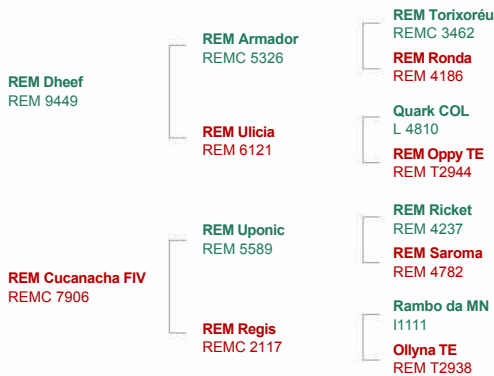 REM Dheef
REM 9449
REM Armador
REMC 5326
REM Torixoréu
REMC 3462
REM Ronda
REM 4186
REM Ulicia
REM 6121
Quark COL
L 4810
REM Oppy TE
REM T2944
REM Cucanacha FIV
REMC 7906
REM Uponic
REM 5589
REM Ricket
REM 4237
REM Saroma
REM 4782
REM Regis
REMC 2117
Rambo da MN
I1111
Ollyna TE
REM T2938